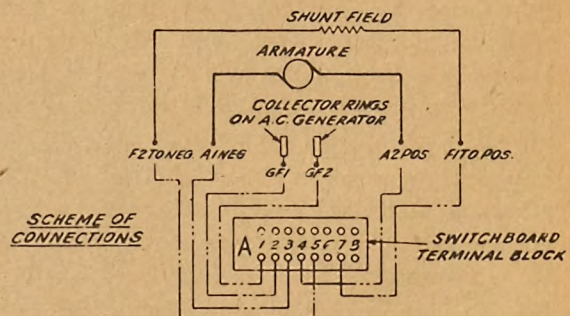 SHUNT FIELD
ARMATURE
COLLECTOR RINGS
ON A.C. GENERATOR
F2 TO NEG. A1 NEG GF1 GF2 A2 POS F1 TO POS.
SCHEME OF
CONNECTIONS
A 1 2 3 4 5 6 7 8
SWITCHBOARD
TERMINAL BLOCK